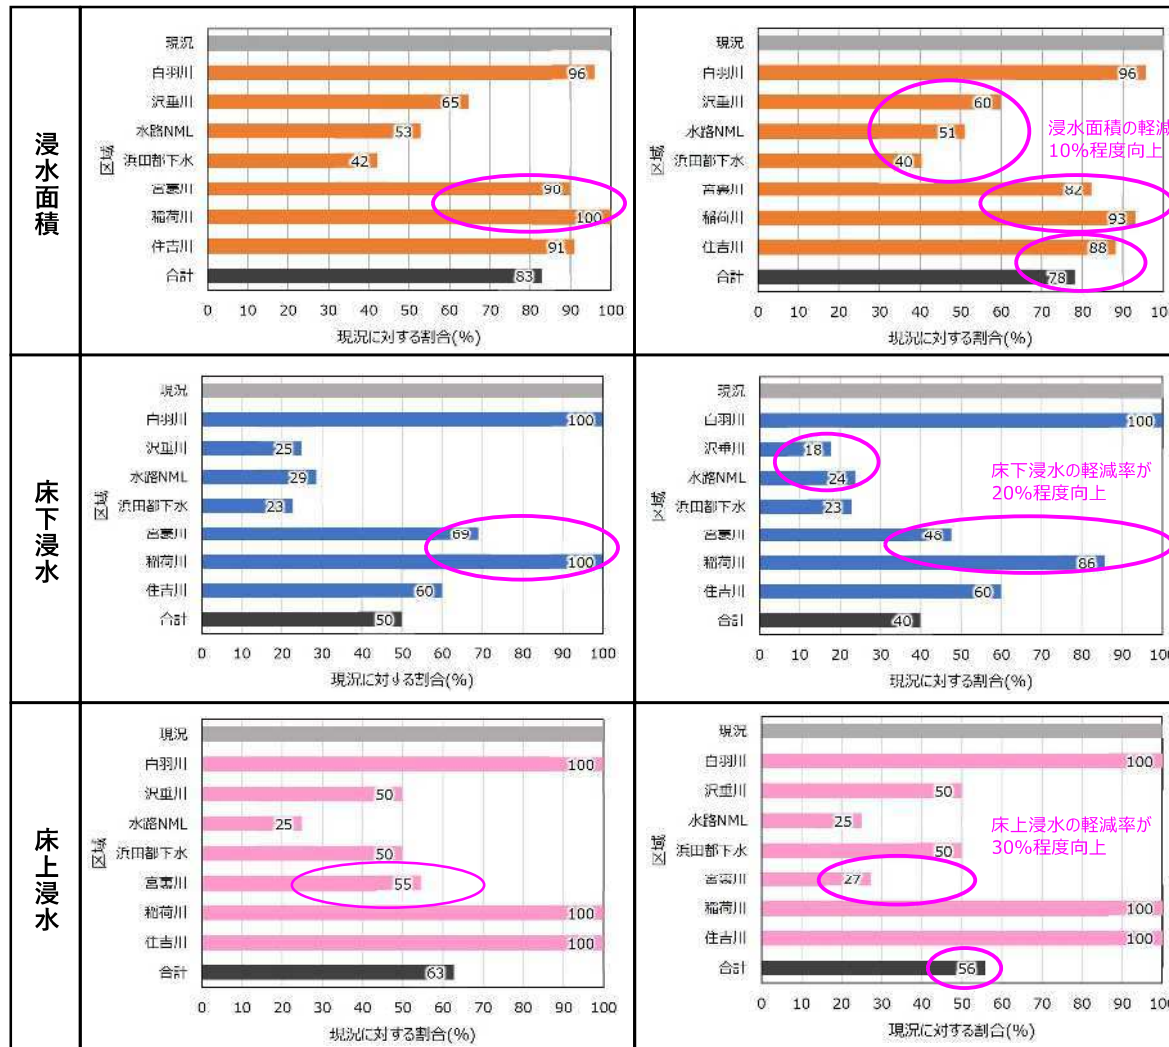 浸水面積
区域
現況
白羽川
96
沢垂川
65
水路NML
53
浜田都下水
42
宮裏川
90
稲荷川
100
住吉川
91
合計
83
0 10 20 30 40 50 60 70 80 90 100
現況に対する割合(%)
区域
現況
白羽川
96
沢垂川
60
水路NML
51
浜田都下水
40
宮裏川
82
稲荷川
93
住吉川
88
合計
78
浸水面積の軽減
10%程度向上
0 10 20 30 40 50 60 70 80 90 100
現況に対する割合(%)
床下浸水
区域
現況
白羽川
100
沢垂川
25
水路NML
29
浜田都下水
23
宮裏川
69
稲荷川
100
住吉川
60
合計
50
0 10 20 30 40 50 60 70 80 90 100
現況に対する割合(%)
区域
現況
白羽川
100
沢垂川
18
水路NML
24
浜田都下水
23
宮裏川
48
稲荷川
86
住吉川
60
合計
40
床下浸水の軽減率が
20%程度向上
0 10 20 30 40 50 60 70 80 90 100
現況に対する割合(%)
床上浸水
区域
現況
白羽川
100
沢垂川
50
水路NML
25
浜田都下水
50
宮裏川
55
稲荷川
100
住吉川
100
合計
63
0 10 20 30 40 50 60 70 80 90 100
現況に対する割合(%)
区域
現況
白羽川
100
沢垂川
50
水路NML
25
浜田都下水
50
宮裏川
27
稲荷川
100
住吉川
100
合計
56
床上浸水の軽減率が
30%程度向上
0 10 20 30 40 50 60 70 80 90 100
現況に対する割合(%)